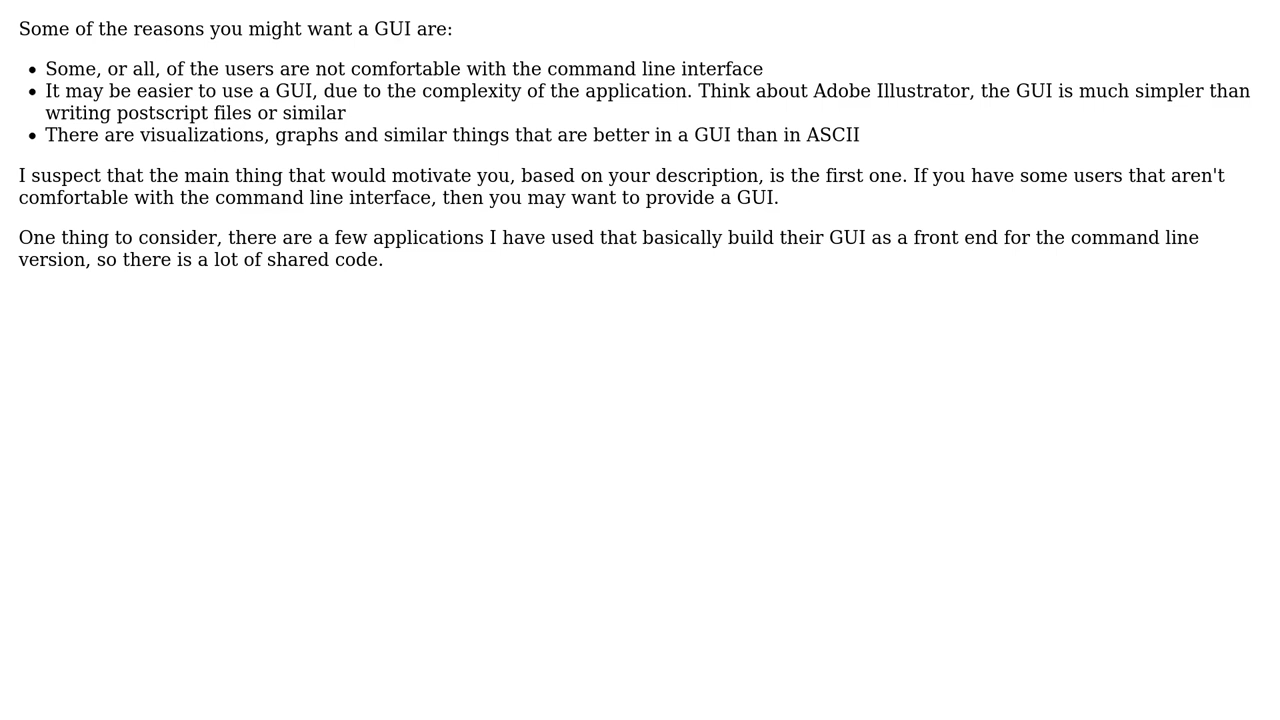 Some of the reasons you might want a GUI are:
• Some, or all, of the users are not comfortable with the command line interface
• It may be easier to use a GUI, due to the complexity of the application. Think about Adobe Illustrator, the GUI is much simpler than
writing postscript files or similar
• There are visualizations, graphs and similar things that are better in a GUI than in ASCII
I suspect that the main thing that would motivate you, based on your description, is the first one. If you have some users that aren't
comfortable with the command line interface, then you may want to provide a GUI.
One thing to consider, there are a few applications I have used that basically build their GUI as a front end for the command line
version, so there is a lot of shared code.